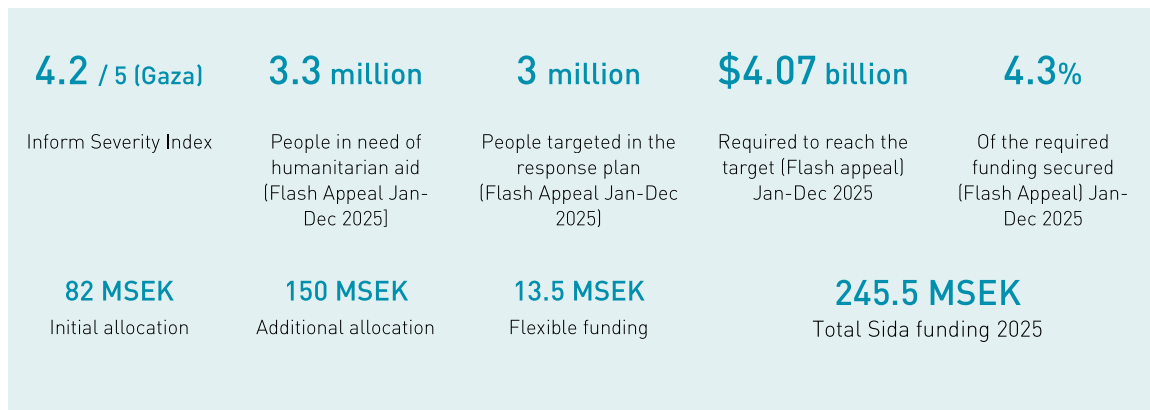 4.2 / 5 (Gaza)
Inform Severity Index
3.3 million
People in need of
humanitarian aid
(Flash Appeal Jan-
Dec 2025]
3 million
People targeted in the
response plan
(Flash Appeal Jan-Dec
2025)
$4.07 billion
Required to reach the
target (Flash appeal)
Jan-Dec 2025
4.3%
Of the required
funding secured
(Flash Appeal) Jan-
Dec 2025
82 MSEK
Initial allocation
150 MSEK
Additional allocation
13.5 MSEK
Flexible funding
245.5 MSEK
Total Sida funding 2025